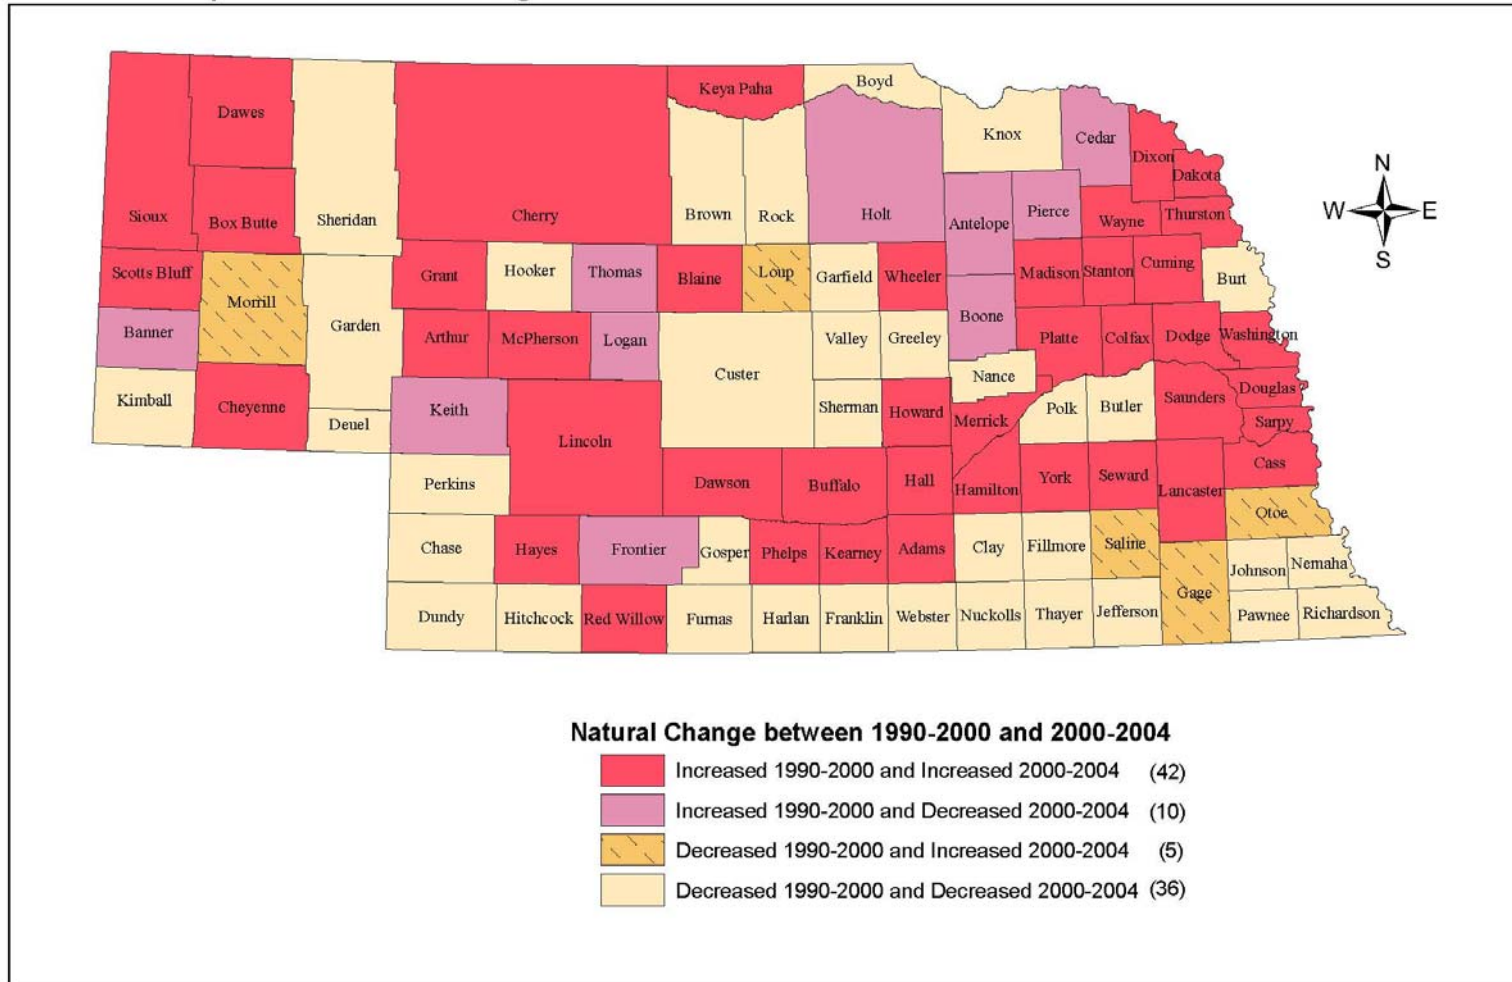 Keya Paha
Boyd
Dawes
Knox
Cedar
Dixon
Dakota
Sioux
Box Butte
Sheridan
Cherry
Brown
Rock
Holt
Antelope
Pierce
Wayne
Thurston
Scotts Bluff
Morrill
Grant
Hooker
Thomas
Blaine
Loup
Garfield
Wheeler
Madison
Stanton
Cuming
Burt
Banner
Garden
Arthur
McPherson
Logan
Custer
Valley
Greeley
Boone
Platte
Colfax
Dodge
Washington
Kimball
Cheyenne
Deuel
Keith
Lincoln
Sherman
Howard
Nance
Merrick
Polk
Butler
Saunders
Douglas
Sarpy
Perkins
Dawson
Buffalo
Hall
Hamilton
York
Seward
Lancaster
Cass
Otoe
Chase
Hayes
Frontier
Gosper
Phelps
Kearney
Adams
Clay
Fillmore
Saline
Gage
Johnson
Nemaha
Dundy
Hitchcock
Red Willow
Furnas
Harlan
Franklin
Webster
Nuckolls
Thayer
Jefferson
Pawnee
Richardson
N
W E
S
Natural Change between 1990-2000 and 2000-2004
Increased 1990-2000 and Increased 2000-2004 (42)
Increased 1990-2000 and Decreased 2000-2004 (10)
Decreased 1990-2000 and Increased 2000-2004 (5)
Decreased 1990-2000 and Decreased 2000-2004 (36)